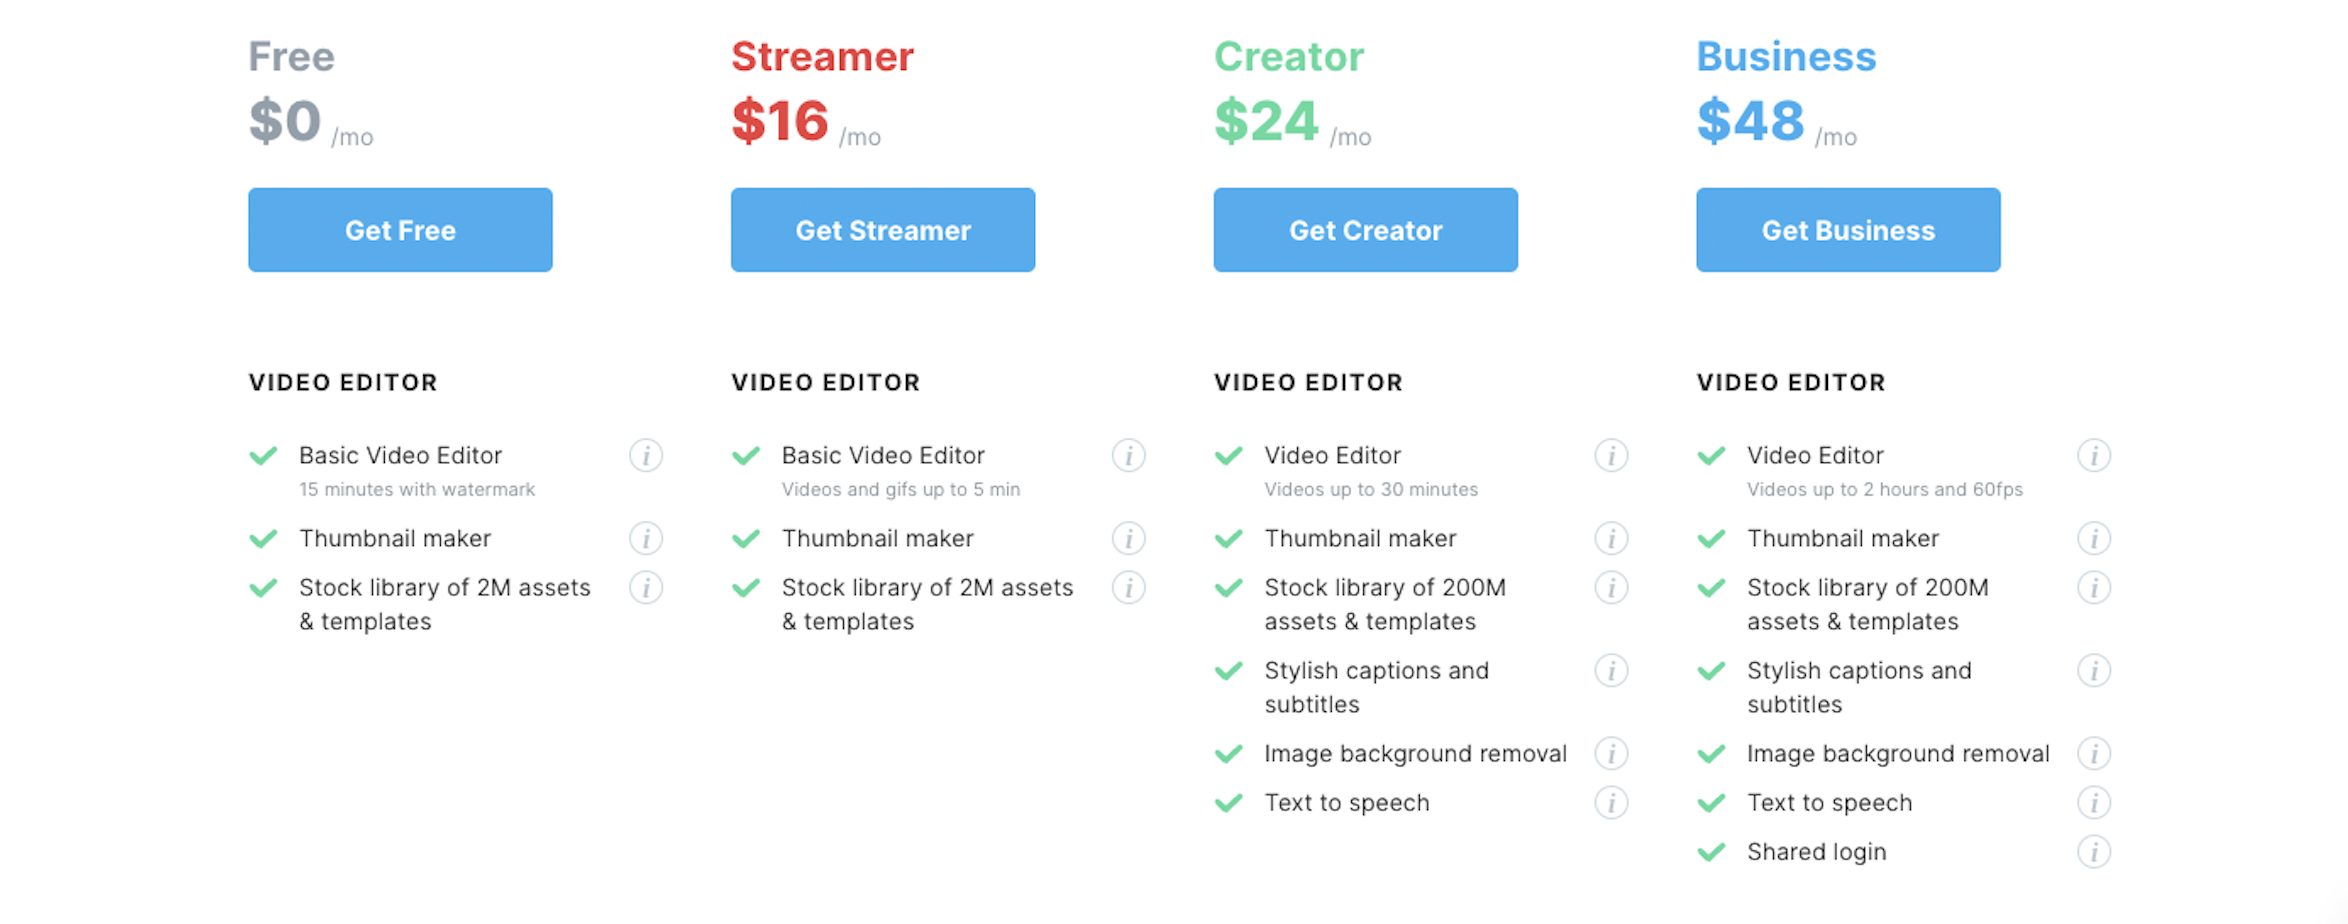 Free
$0 /mo
Get Free
VIDEO EDITOR
Basic Video Editor
15 minutes with watermark
Thumbnail maker
Stock library of 2M assets
& templates
Streamer
$16 /mo
Get Streamer
VIDEO EDITOR
Basic Video Editor
Videos and gifs up to 5 min
Thumbnail maker
Stock library of 2M assets
& templates
Creator
$24 /mo
Get Creator
VIDEO EDITOR
Video Editor
Videos up to 30 minutes
Thumbnail maker
Stock library of 200M
assets & templates
Stylish captions and
subtitles
Image background removal
Text to speech
Business
$48 /mo
Get Business
VIDEO EDITOR
Video Editor
Videos up to 2 hours and 60fps
Thumbnail maker
Stock library of 200M
assets & templates
Stylish captions and
subtitles
Image background removal
Text to speech
Shared login